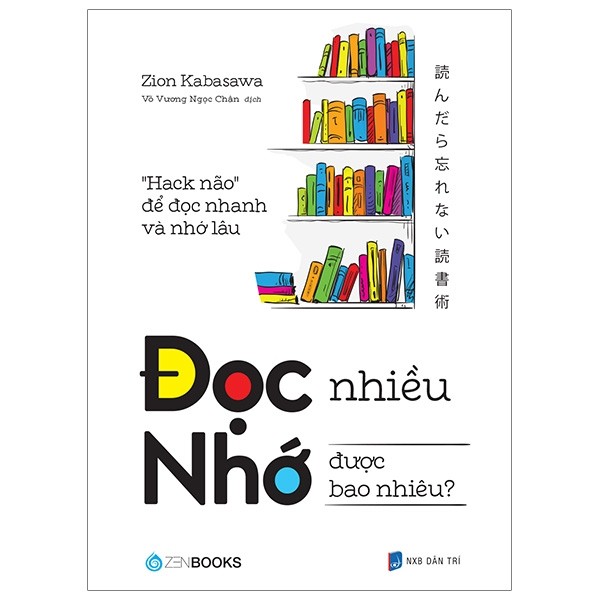 Zion Kabasawa
Võ Vương Ngọc Chân dịch
読んだら忘れない読書術
"Hack não"
để đọc nhanh
và nhớ lâu
Đọc nhiều
Nhớ được
bao nhiêu?
ZENBOOKS
NXB DÂN TRÍ